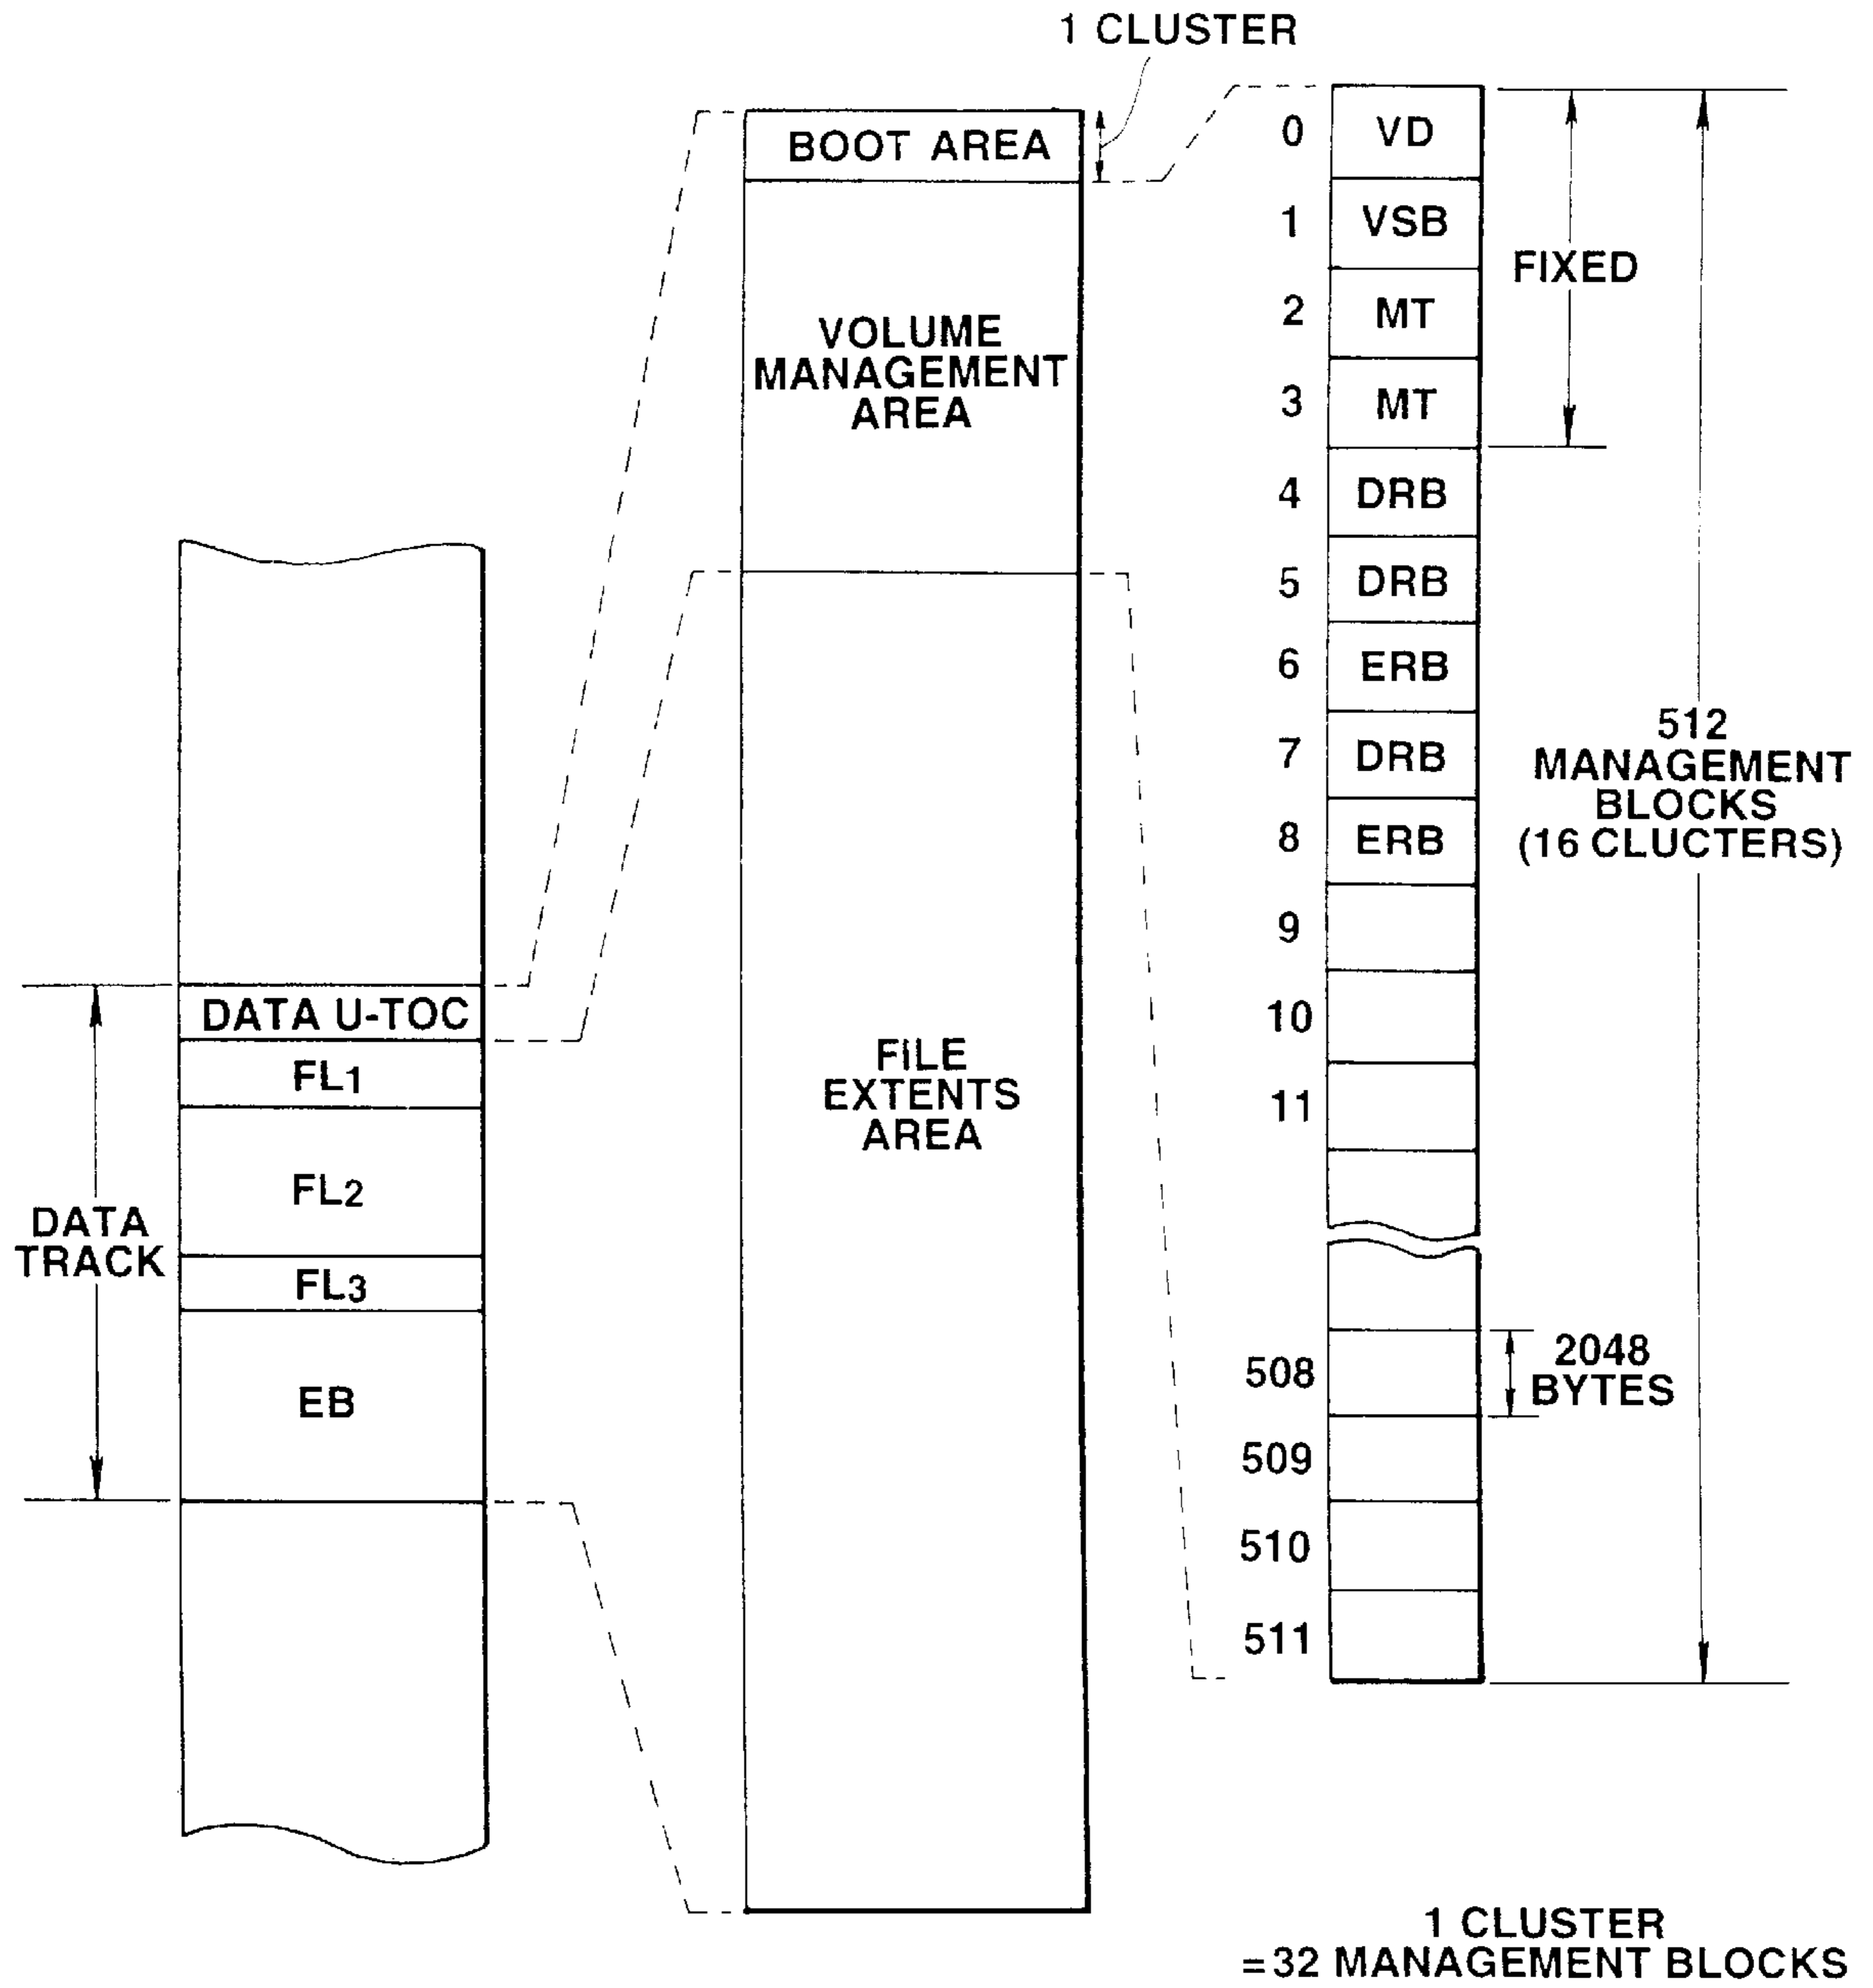 1 CLUSTER
BOOT AREA
VOLUME
MANAGEMENT
AREA
FILE
EXTENTS
AREA
DATA U-TOC
FL1
FL2
FL3
EB
DATA
TRACK
0 VD
1 VSB
2 MT
3 MT
4 DRB
5 DRB
6 ERB
7 DRB
8 ERB
9
10
11
508
509
510
511
FIXED
512
MANAGEMENT
BLOCKS
(16 CLUCTERS)
2048
BYTES
1 CLUSTER
=32 MANAGEMENT BLOCKS